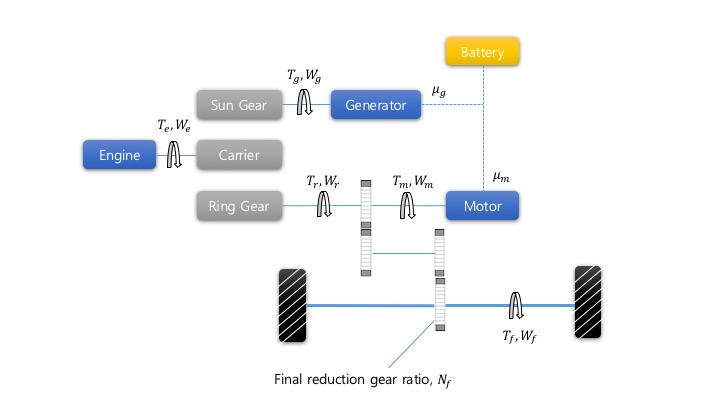 Battery
T_g, W_g
μ_g
Sun Gear
Generator
T_e, W_e
Engine
Carrier
T_r, W_r
T_m, W_m
μ_m
Ring Gear
Motor
T_f, W_f
Final reduction gear ratio, N_f